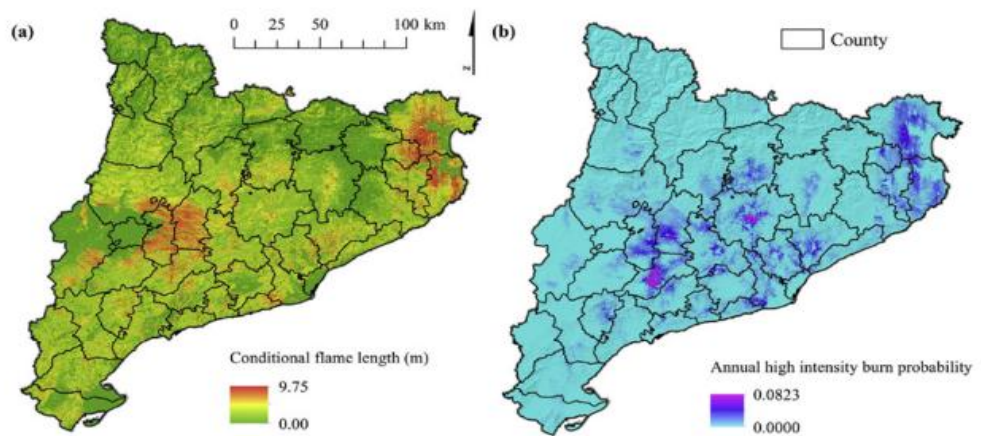 (a)
0 50 100 km
z
Conditional flame length (m)
9.75
0.00
(b)
County
Annual high intensity burn probability
0.0823
0.0000